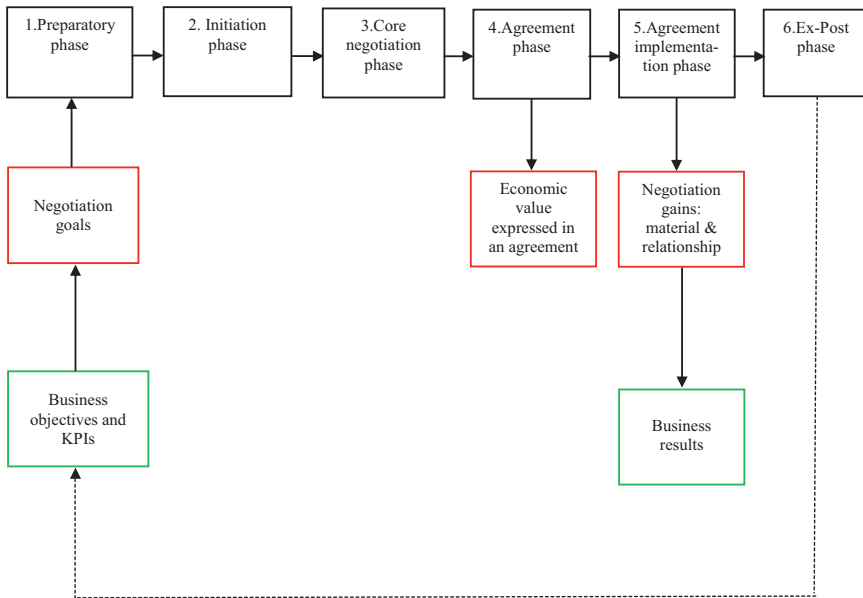 1.Preparatory
phase
2. Initiation
phase
3.Core
negotiation
phase
4.Agreement
phase
5.Agreement
implementa-
tion phase
6.Ex-Post
phase
Negotiation
goals
Economic
value
expressed in
an agreement
Negotiation
gains:
material &
relationship
Business
objectives and
KPIs
Business
results